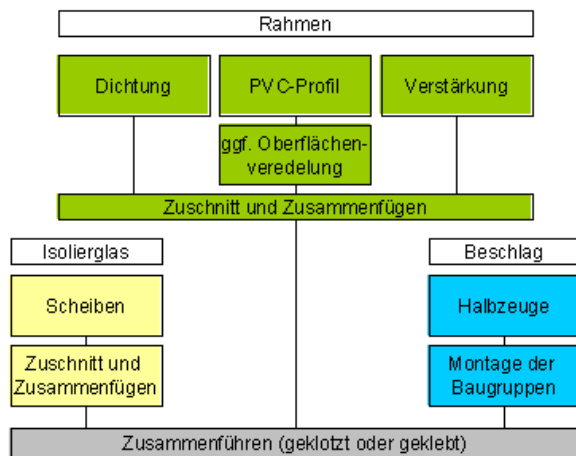 Rahmen
Dichtung
PVC-Profil
Verstärkung
ggf. Oberflächen-
veredelung
Zuschnitt und Zusammenfügen
Isolierglas
Beschlag
Scheiben
Halbzeuge
Zuschnitt und
Zusammenfügen
Montage der
Baugruppen
Zusammenführen (geklotzt oder geklebt)